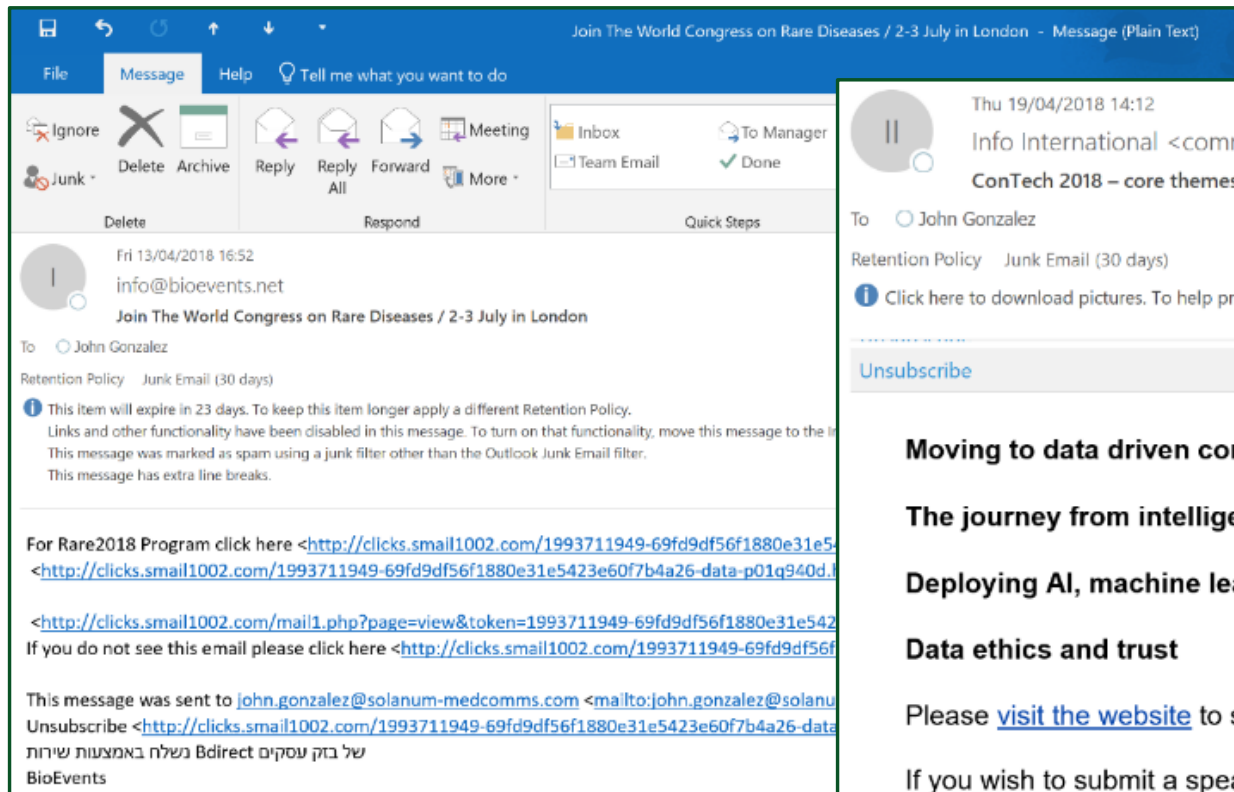 Join The World Congress on Rare Diseases / 2-3 July in London - Message (Plain Text)
File Message Help Tell me what you want to do
Ignore
Junk
Delete Archive
Reply Reply All Forward
Meeting
More
Inbox To Manager
Team Email Done
Delete Respond Quick Steps
I
Fri 13/04/2018 16:52
info@bioevents.net
Join The World Congress on Rare Diseases / 2-3 July in London
To John Gonzalez
Retention Policy Junk Email (30 days)
This item will expire in 23 days. To keep this item longer apply a different Retention Policy.
Links and other functionality have been disabled in this message. To turn on that functionality, move this message to the
This message was marked as spam using a junk filter other than the Outlook Junk Email filter.
This message has extra line breaks.
For Rare2018 Program click here <http://clicks.smail1002.com/1993711949-69fd9df56f1880e31e5
<http://clicks.smail1002.com/1993711949-69fd9df56f1880e31e5423e60f7b4a26-data-p01q940d.
<http://clicks.smail1002.com/mail1.php?page=view&token=1993711949-69fd9df56f1880e31e542
If you do not see this email please click here <http://clicks.smail1002.com/1993711949-69fd9df56f
This message was sent to john.gonzalez@solanum-medcomms.com <mailto:john.gonzalez@solanu
Unsubscribe <http://clicks.smail1002.com/1993711949-69fd9df56f1880e31e5423e60f7b4a26-data
של בזק עסקים Bdirect נשלח באמצעות שירות
BioEvents
II
Thu 19/04/2018 14:12
Info International <com
ConTech 2018 – core themes
To John Gonzalez
Retention Policy Junk Email (30 days)
Click here to download pictures. To help pr
Unsubscribe
Moving to data driven co
The journey from intellige
Deploying AI, machine lea
Data ethics and trust
Please visit the website to s
If you wish to submit a spea